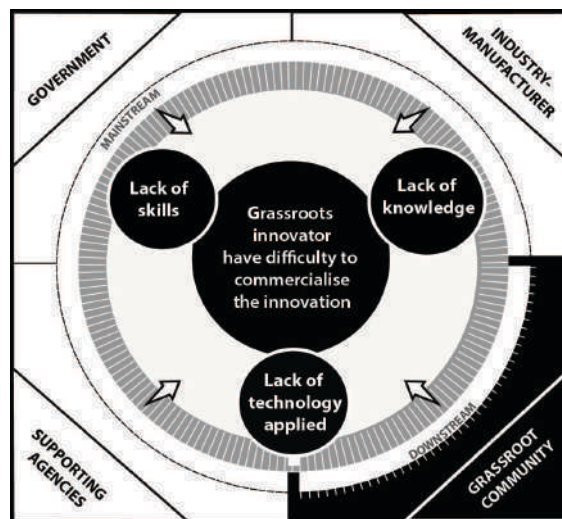 GOVERNMENT
INDUSTRY-
MANUFACTURER
MAINSTREAM
Lack of
skills
Lack of
knowledge
Grassroots
innovator
have difficulty to
commercialise
the innovation
Lack of
technology
applied
DOWNSTREAM
SUPPORTING
AGENCIES
GRASSROOT
COMMUNITY